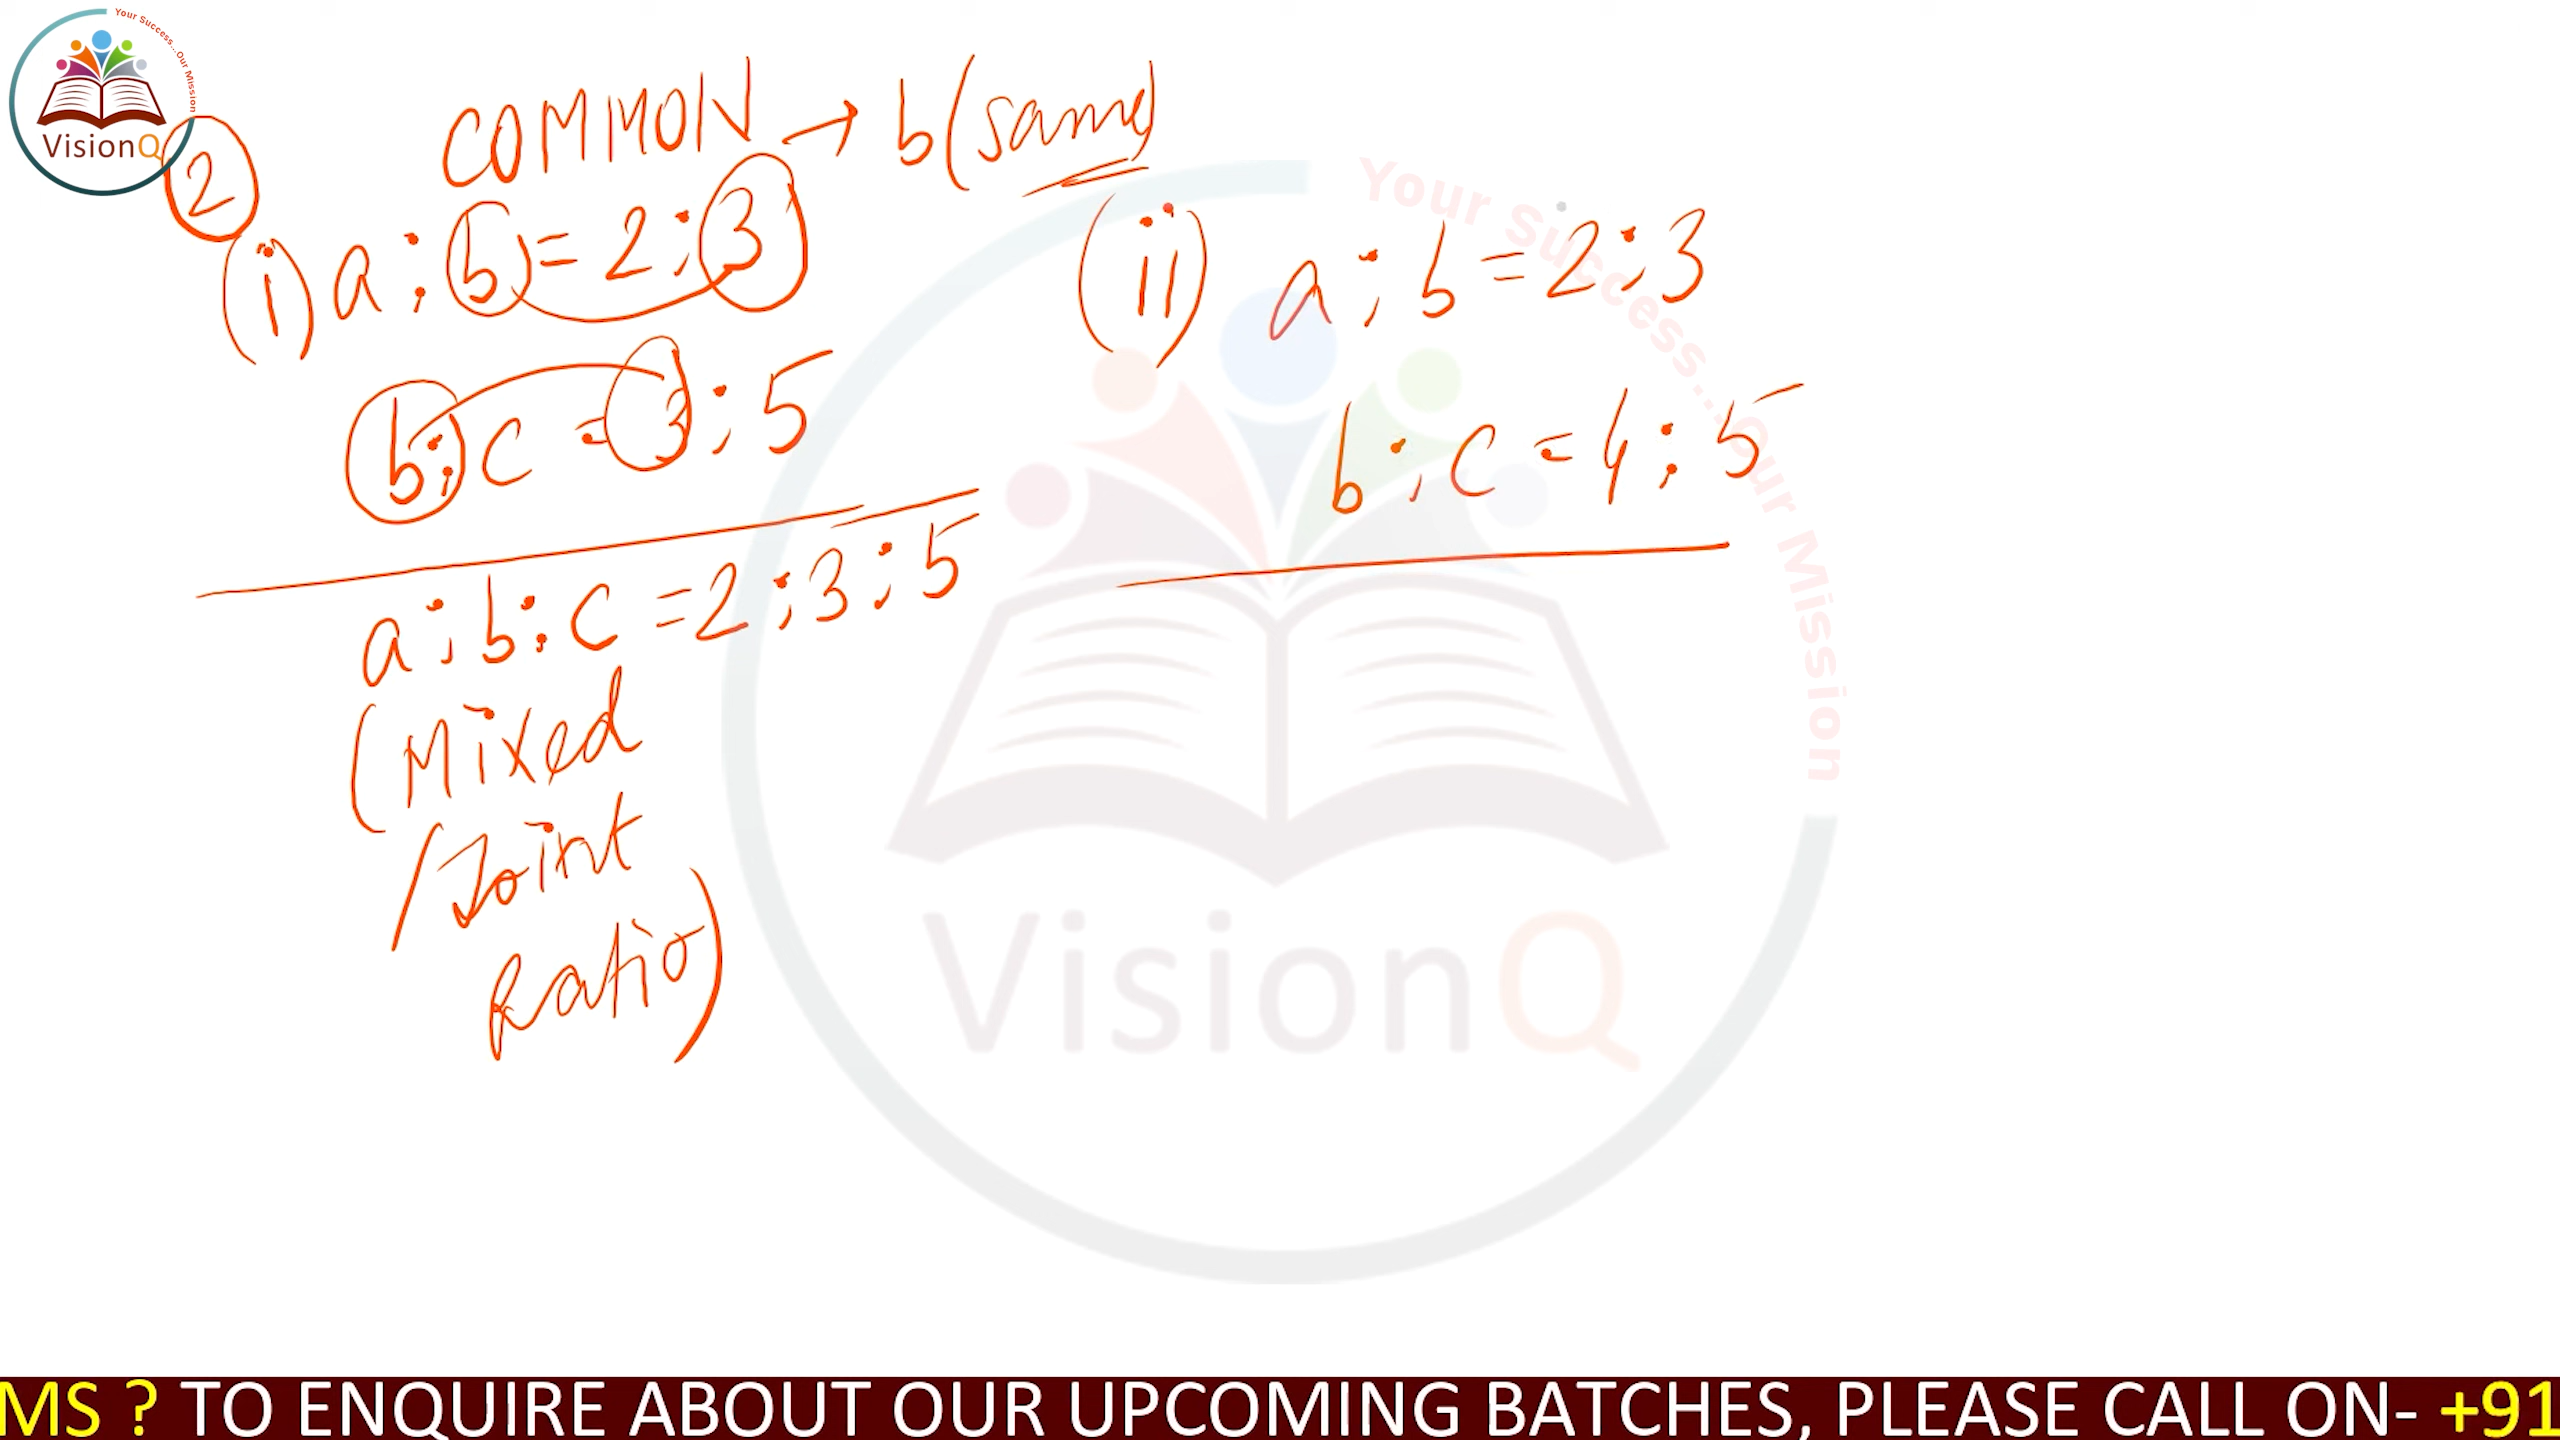 Your Success...Our Mission
VisionQ
COMMON → b (same)
2
(i) a : b = 2 : 3
b : c = 3 : 5
a : b : c = 2 : 3 : 5
(Mixed
/Joint
Ratio)
(ii) a : b = 2 : 3
b : c = 4 : 5
Your Success...Our Mission
VisionQ
MS ? TO ENQUIRE ABOUT OUR UPCOMING BATCHES, PLEASE CALL ON- +91